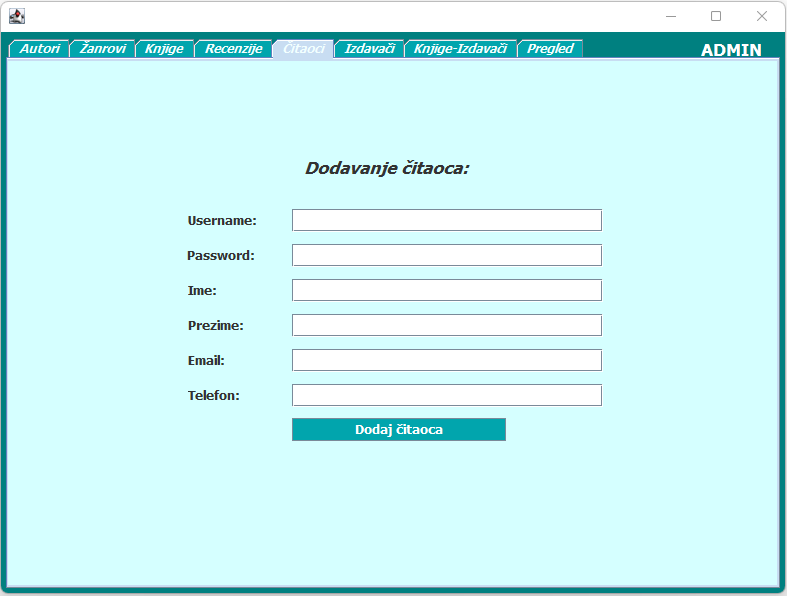 Autori Žanrovi Knjige Recenzije Čitaoci Izdavači Knjige-Izdavači Pregled ADMIN
Dodavanje čitaoca:
Username:
Password:
Ime:
Prezime:
Email:
Telefon:
Dodaj čitaoca